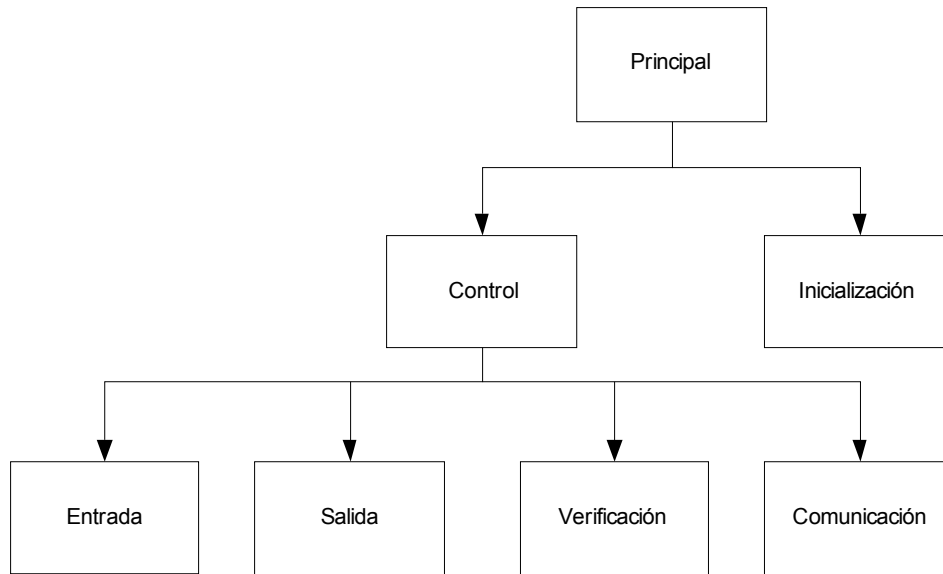 Principal
Control
Inicialización
Entrada
Salida
Verificación
Comunicación